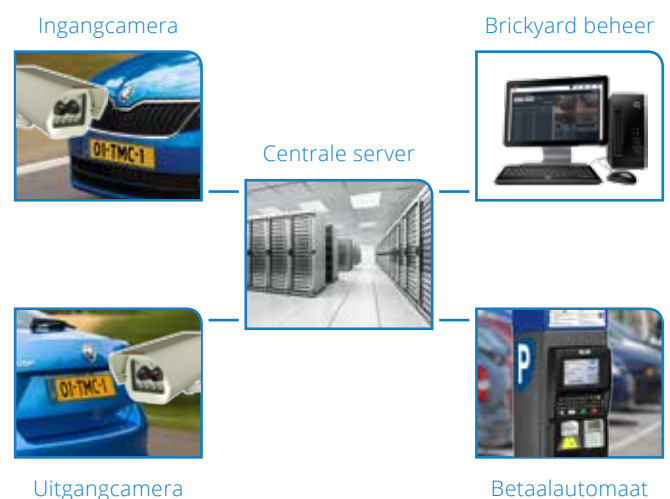 Ingangcamera
Brickyard beheer
01-TMC-1
Centrale server
01-TMC-1
P
Uitgangcamera
Betaalautomaat